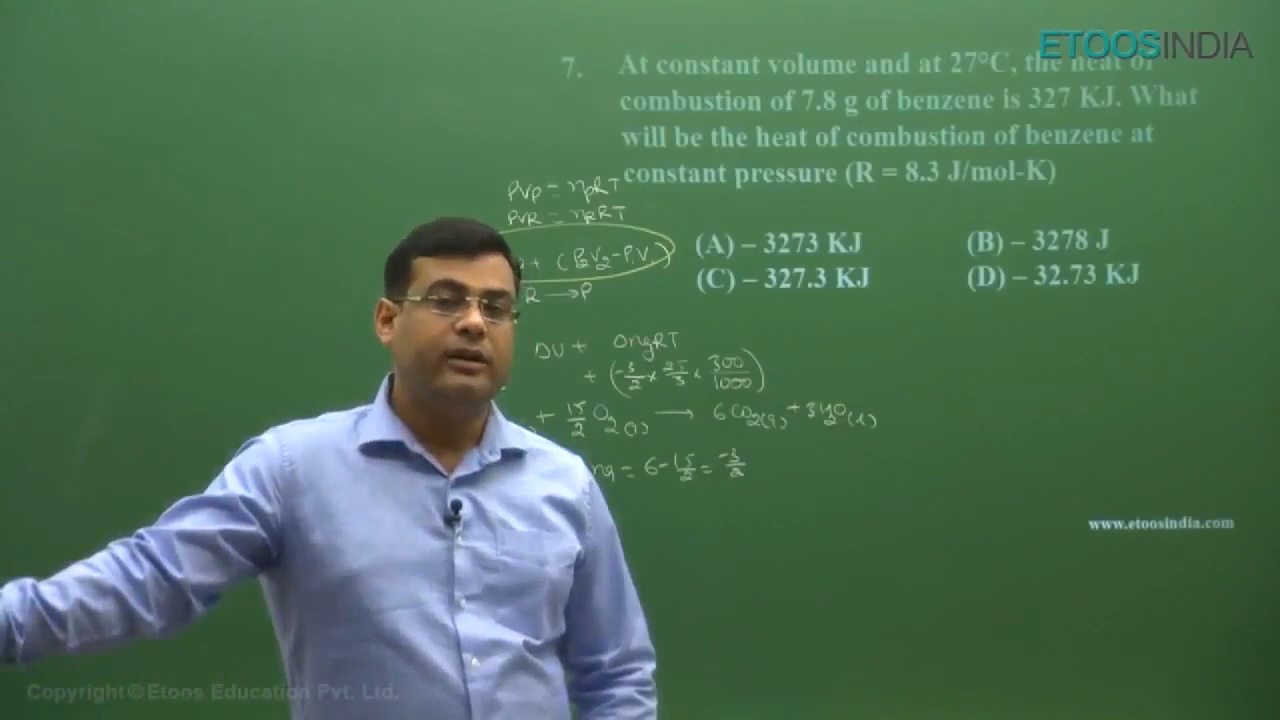 ETOOSINDIA
7. At constant volume and at 27°C, the heat of
combustion of 7.8 g of benzene is 327 KJ. What
will be the heat of combustion of benzene at
constant pressure (R = 8.3 J/mol-K)
(A) – 3273 KJ (B) – 3278 J
(C) – 327.3 KJ (D) – 32.73 KJ
PVp = npRT
PVR = nRRT
+ (P2V2 – P1V1)
R → P
ΔU + ΔngRT
+ (-3/2 × 25/3 × 300/1000)
+ 15/2 O2(g) → 6CO2(g) + 3H2O(l)
ng = 6 - 15/2 = -3/2
www.etoosindia.com
Copyright © Etoos Education Pvt. Ltd.